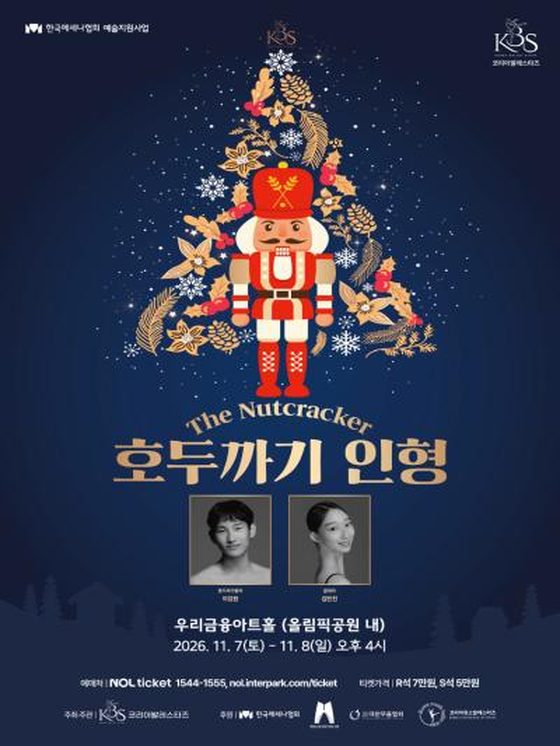 한국메세나협회 예술지원사업
KBS
KBS
코리아발레스타즈
The Nutcracker
호두까기 인형
우리금융아트홀 (올림픽공원 내)
2026. 11. 7(토) - 11. 8(일) 오후 4시
예매처 | NOL ticket 1544-1555, nol.interpark.com/ticket
티켓가격 | R석 7만원, S석 5만원
주최·주관 | KBS 코리아발레스타즈
후원 | 한국메세나협회